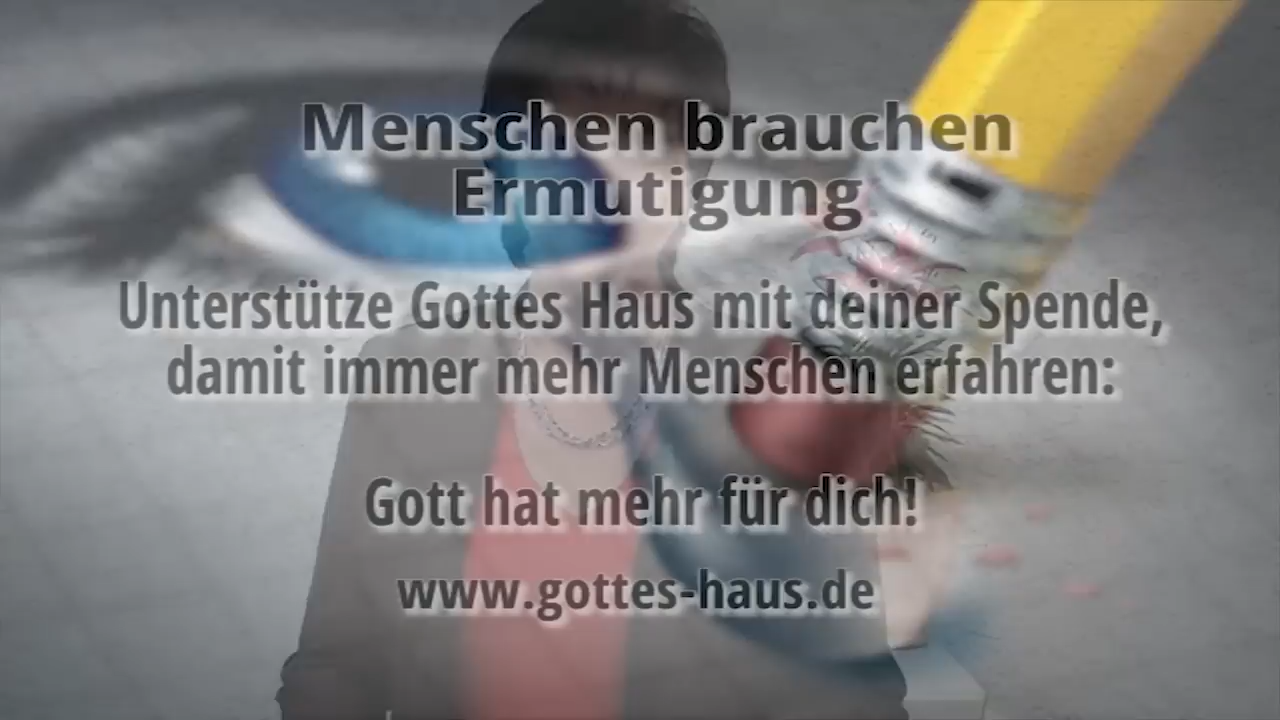 Menschen brauchen
Ermutigung
Unterstütze Gottes Haus mit deiner Spende,
damit immer mehr Menschen erfahren:
Gott hat mehr für dich!
www.gottes-haus.de